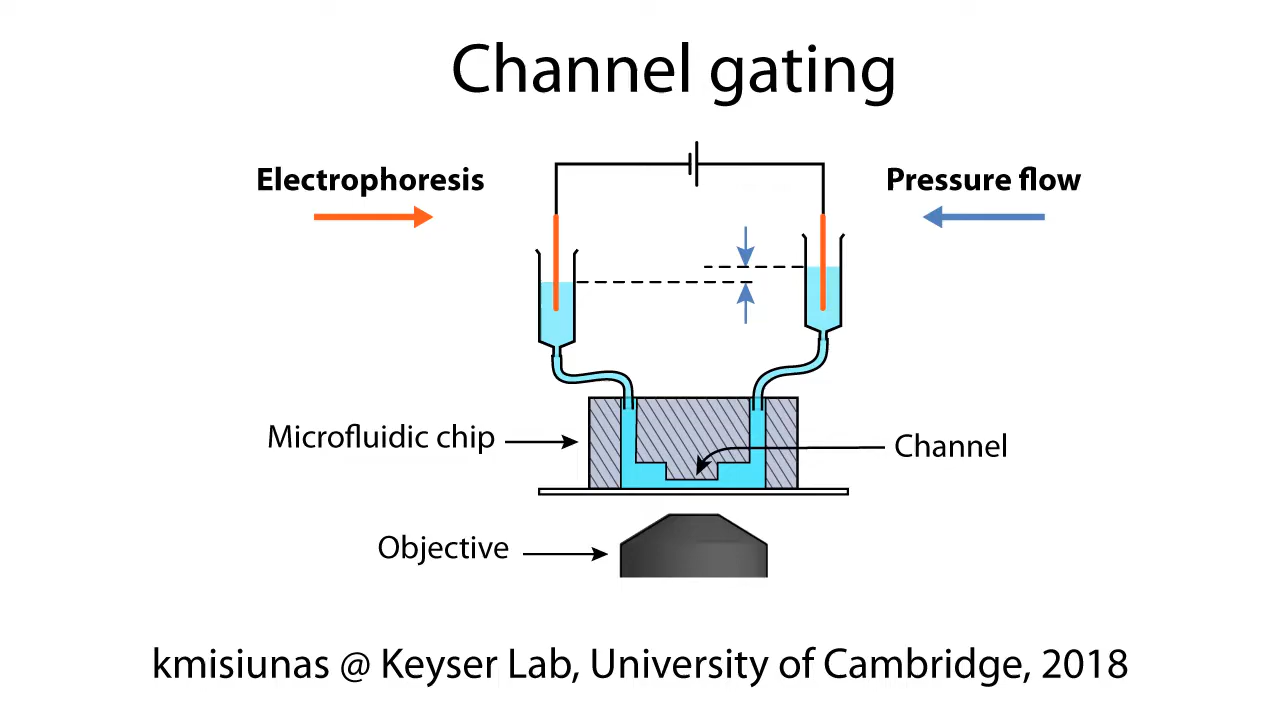 Channel gating
Electrophoresis
Pressure flow
Microfluidic chip
Channel
Objective
kmisiunas @ Keyser Lab, University of Cambridge, 2018